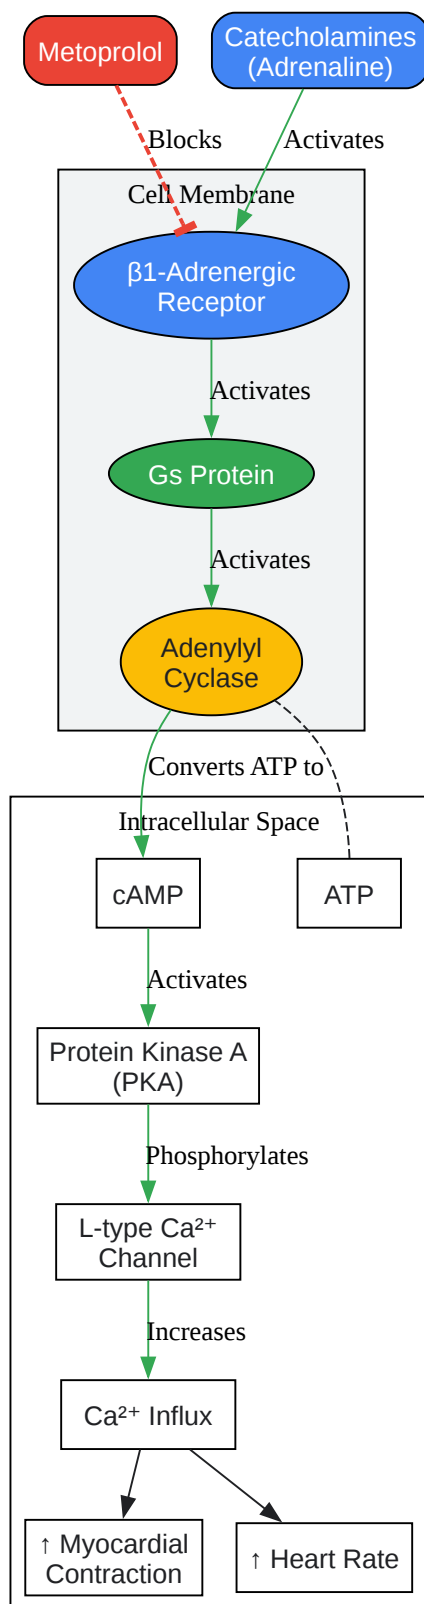 Metoprolol
Catecholamines
(Adrenaline)
Blocks
Activates
Cell Membrane
β1-Adrenergic
Receptor
Activates
Gs Protein
Activates
Adenylyl
Cyclase
Converts ATP to
Intracellular Space
cAMP
ATP
Activates
Protein Kinase A
(PKA)
Phosphorylates
L-type Ca²⁺
Channel
Increases
Ca²⁺ Influx
↑ Myocardial
Contraction
↑ Heart Rate